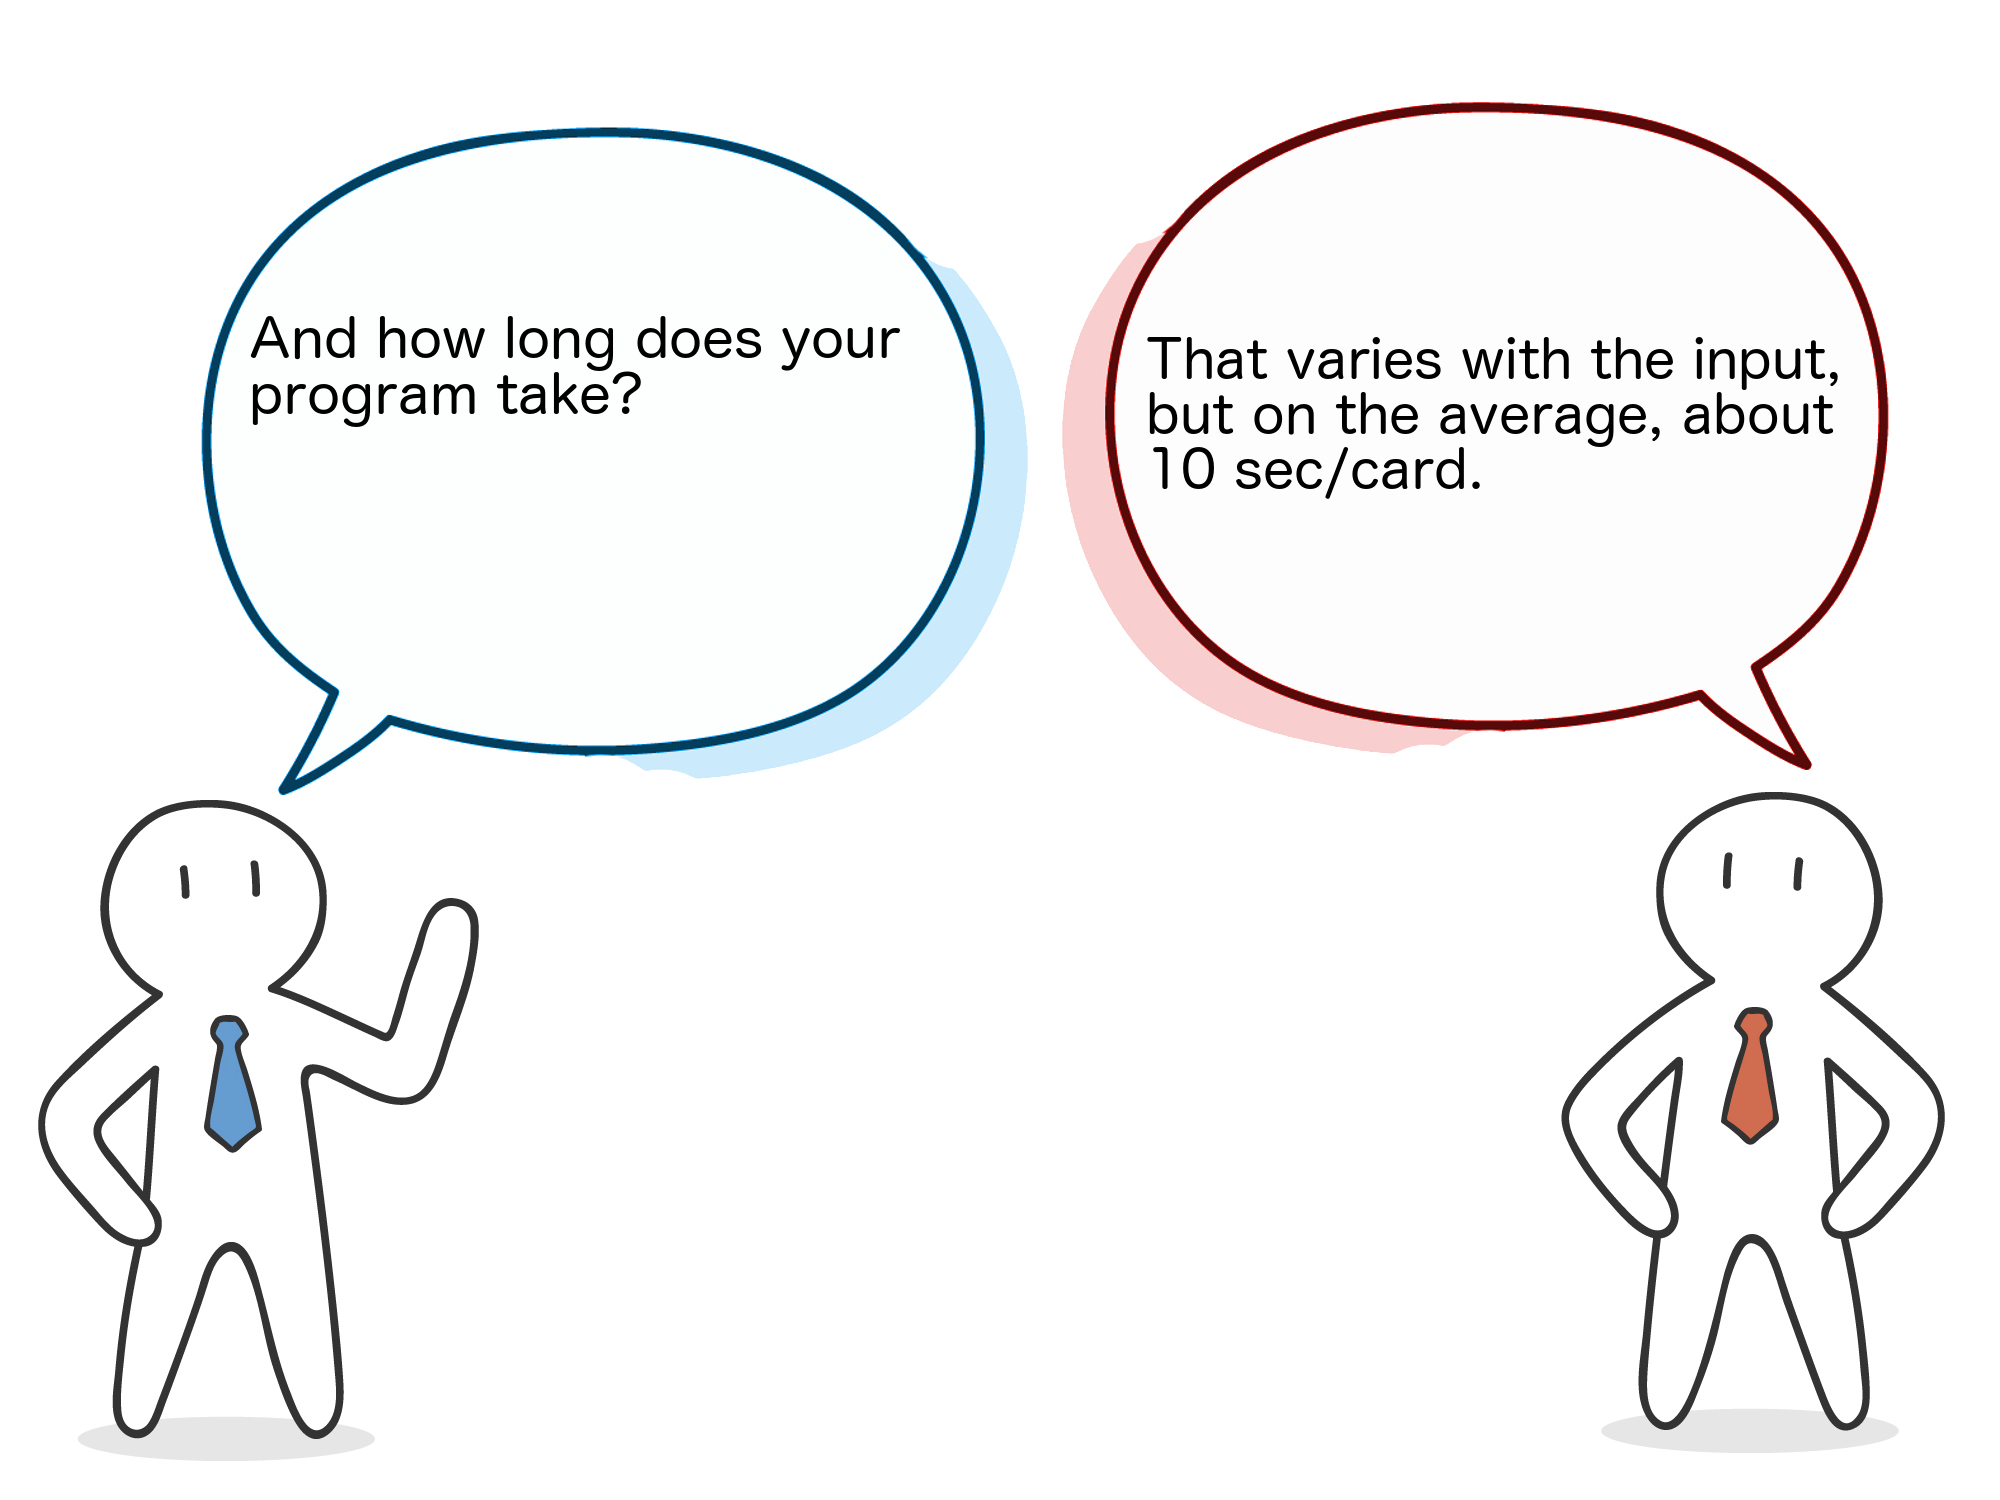 And how long does your
program take?
That varies with the input,
but on the average, about
10 sec/card.